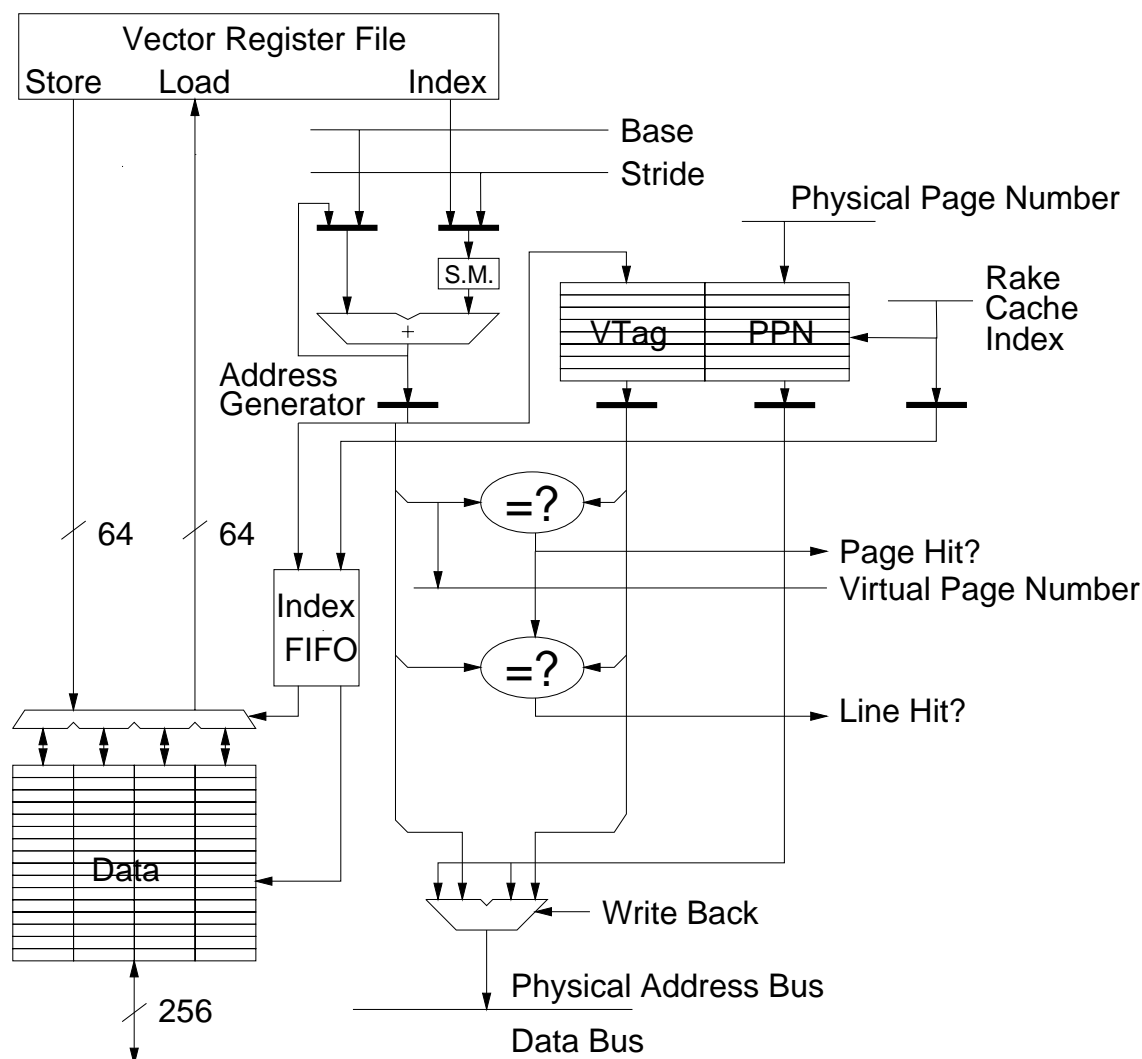 Vector Register File
Store Load Index
Base
Stride
Physical Page Number
S.M.
Rake
Cache
Index
VTag PPN
+
Address
Generator
=?
64 64
Page Hit?
Virtual Page Number
Index
FIFO
=?
Line Hit?
Data
Write Back
Physical Address Bus
256
Data Bus